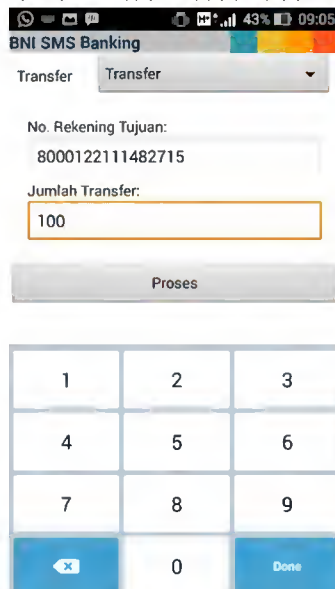 43% 09:05
BNI SMS Banking
Transfer Transfer
No. Rekening Tujuan:
8000122111482715
Jumlah Transfer:
100
Proses
1 2 3
4 5 6
7 8 9
0 Done